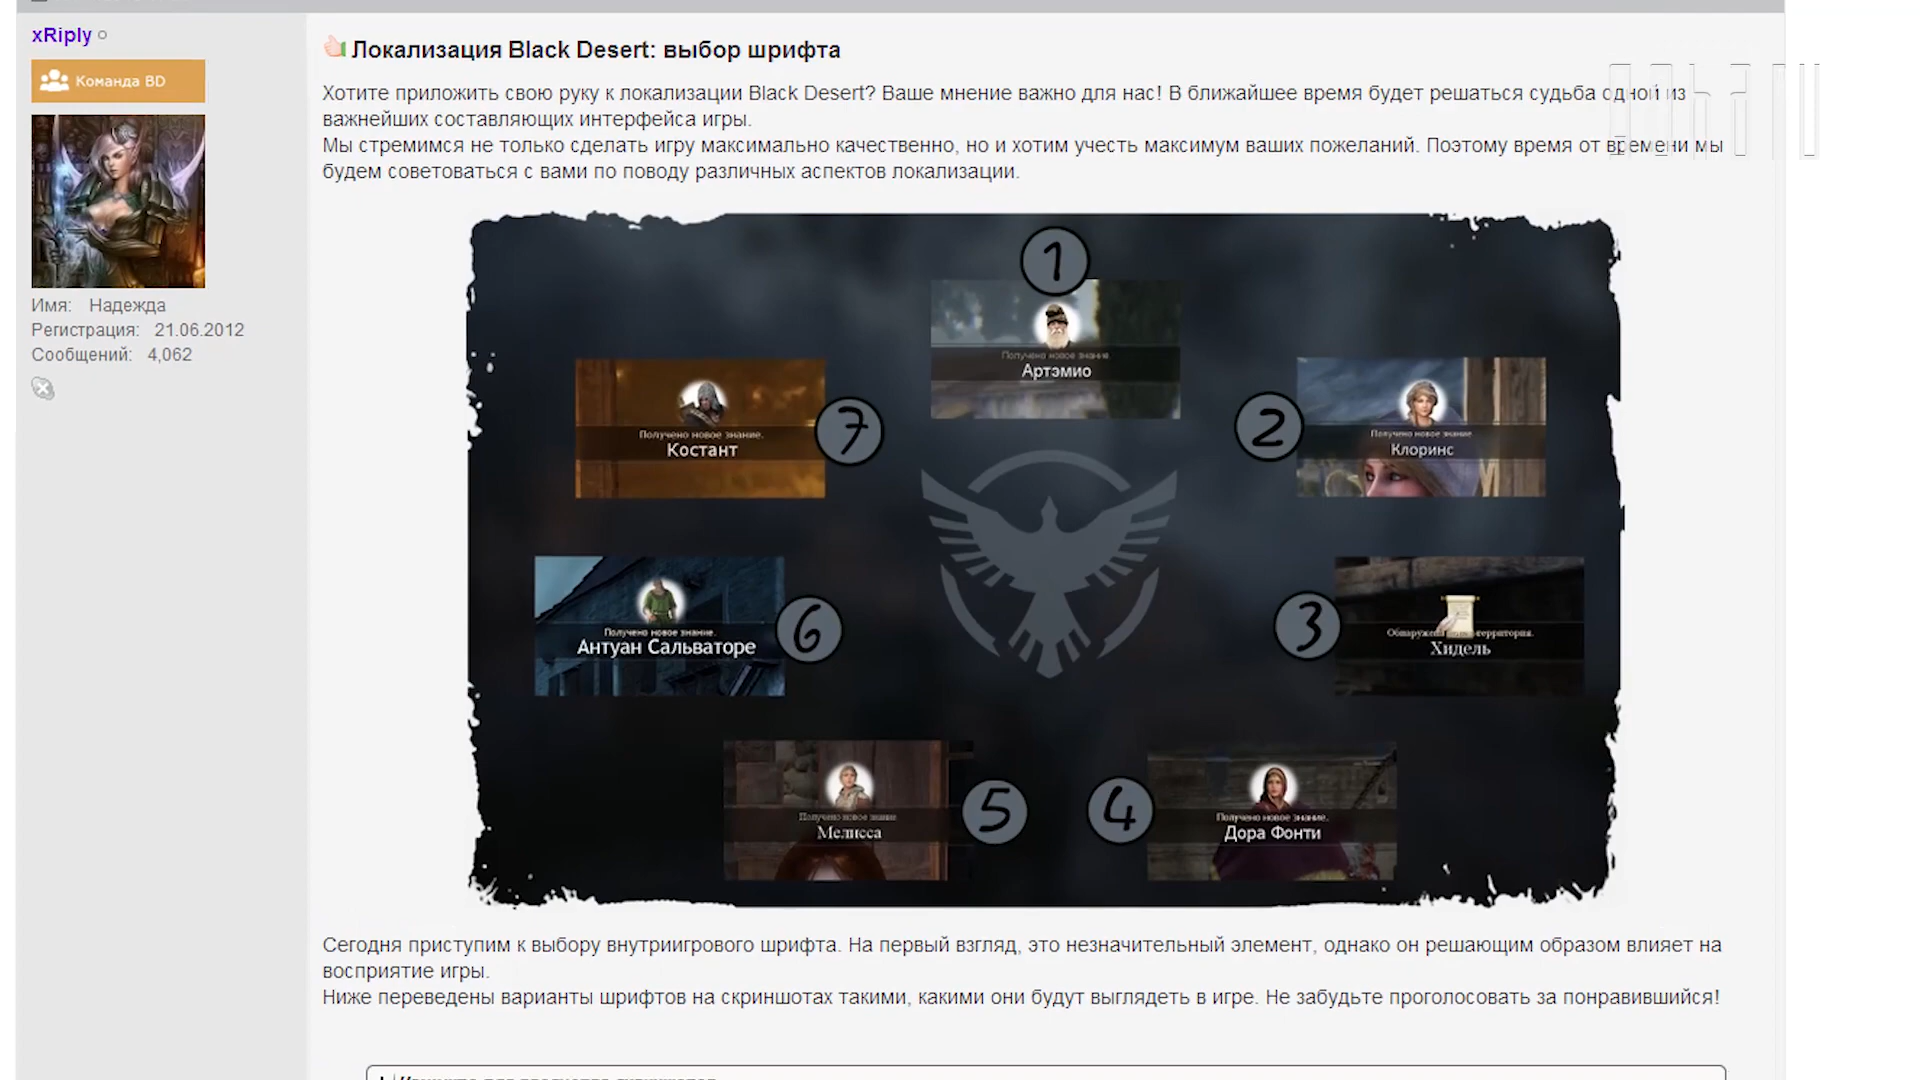 xRiply
Команда BD
Имя: Надежда
Регистрация: 21.06.2012
Сообщений: 4,062
Локализация Black Desert: выбор шрифта
Хотите приложить свою руку к локализации Black Desert? Ваше мнение важно для нас! В ближайшее время будет решаться судьба одной из
важнейших составляющих интерфейса игры.
Мы стремимся не только сделать игру максимально качественно, но и хотим учесть максимум ваших пожеланий. Поэтому время от времени мы
будем советоваться с вами по поводу различных аспектов локализации.
1
Получено новое знание.
Артэмио
7
Получено новое знание.
Костант
2
Получено новое знание
Клоринс
6
Получено новое знание.
Антуан Сальваторе
3
территория.
Хидель
5
Получено новое знание
Мелисса
4
Получено новое знание.
Дора Фонти
Сегодня приступим к выбору внутриигрового шрифта. На первый взгляд, это незначительный элемент, однако он решающим образом влияет на
восприятие игры.
Ниже переведены варианты шрифтов на скриншотах такими, какими они будут выглядеть в игре. Не забудьте проголосовать за понравившийся!